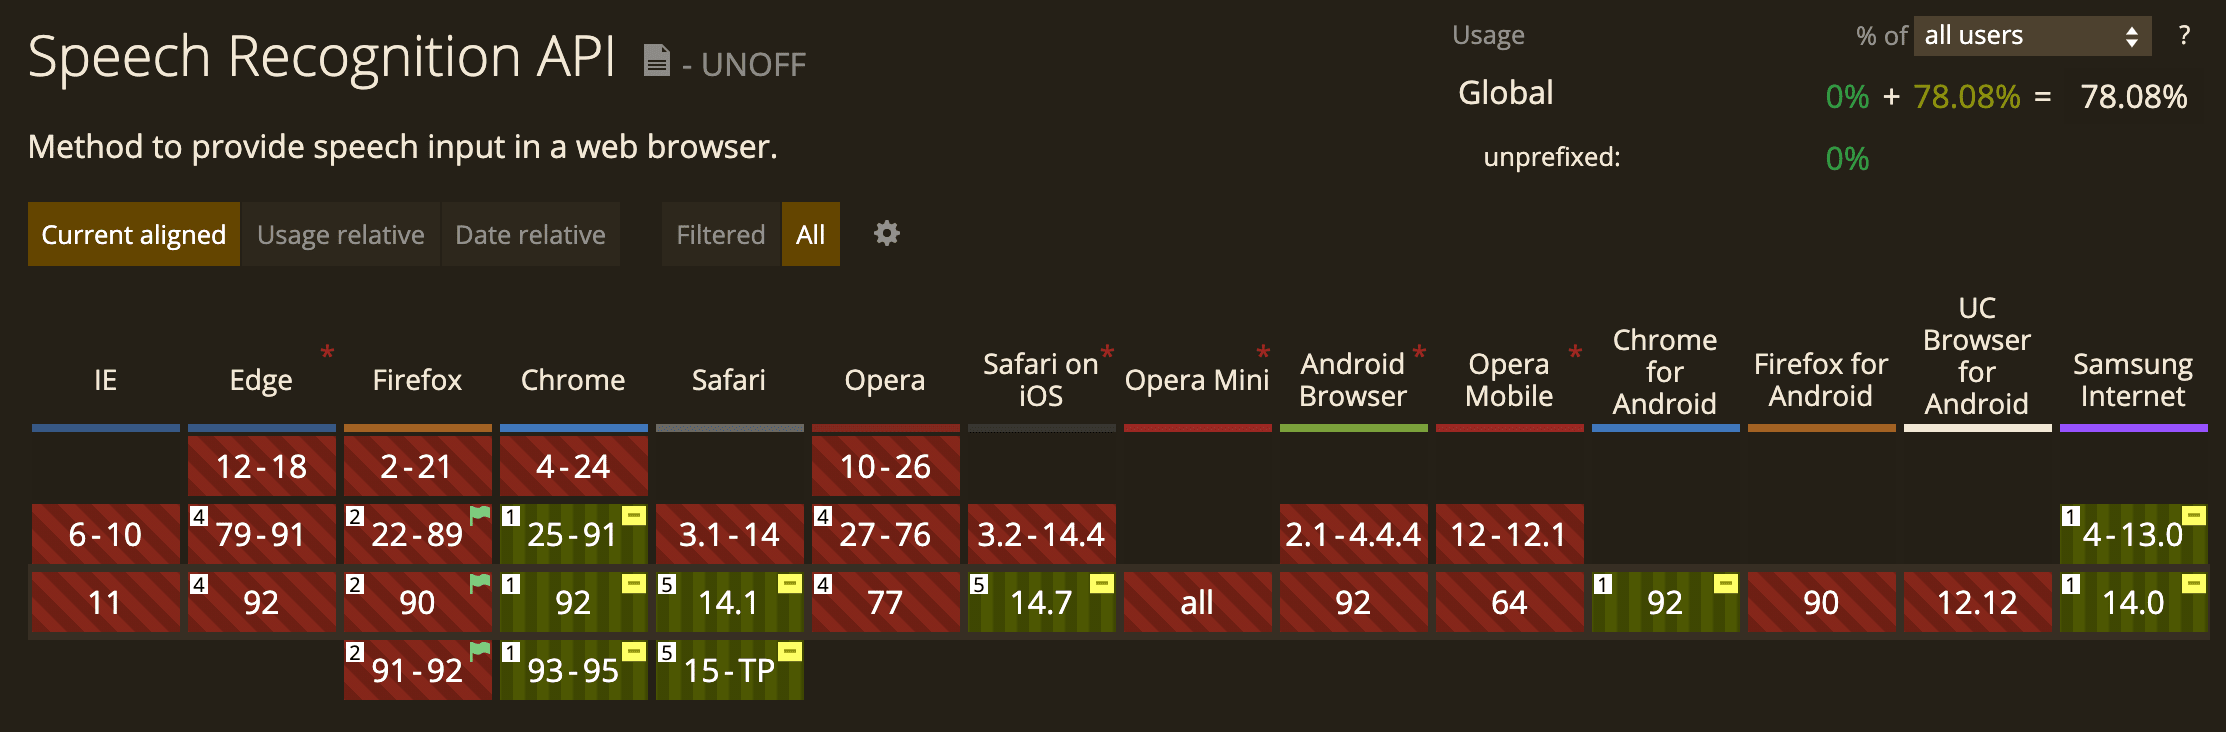 Speech Recognition API - UNOFF
Usage % of all users ?
Global 0% + 78.08% = 78.08%
Method to provide speech input in a web browser.
unprefixed: 0%
Current aligned Usage relative Date relative Filtered All
IE
Edge *
Firefox
Chrome
Safari
Opera
Safari on *
iOS
Opera Mini *
Android *
Browser
Opera *
Mobile
Chrome
for
Android
Firefox for
Android
UC
Browser
for
Android
Samsung
Internet
12-18 2-21 4-24 10-26
6-10 4 79-91 2 22-89 1 25-91 3.1-14 4 27-76 3.2-14.4 2.1-4.4.4 12-12.1 1 4-13.0
11 4 92 2 90 1 92 5 14.1 4 77 5 14.7 all 92 64 1 92 90 12.12 1 14.0
2 91-92 1 93-95 5 15-TP